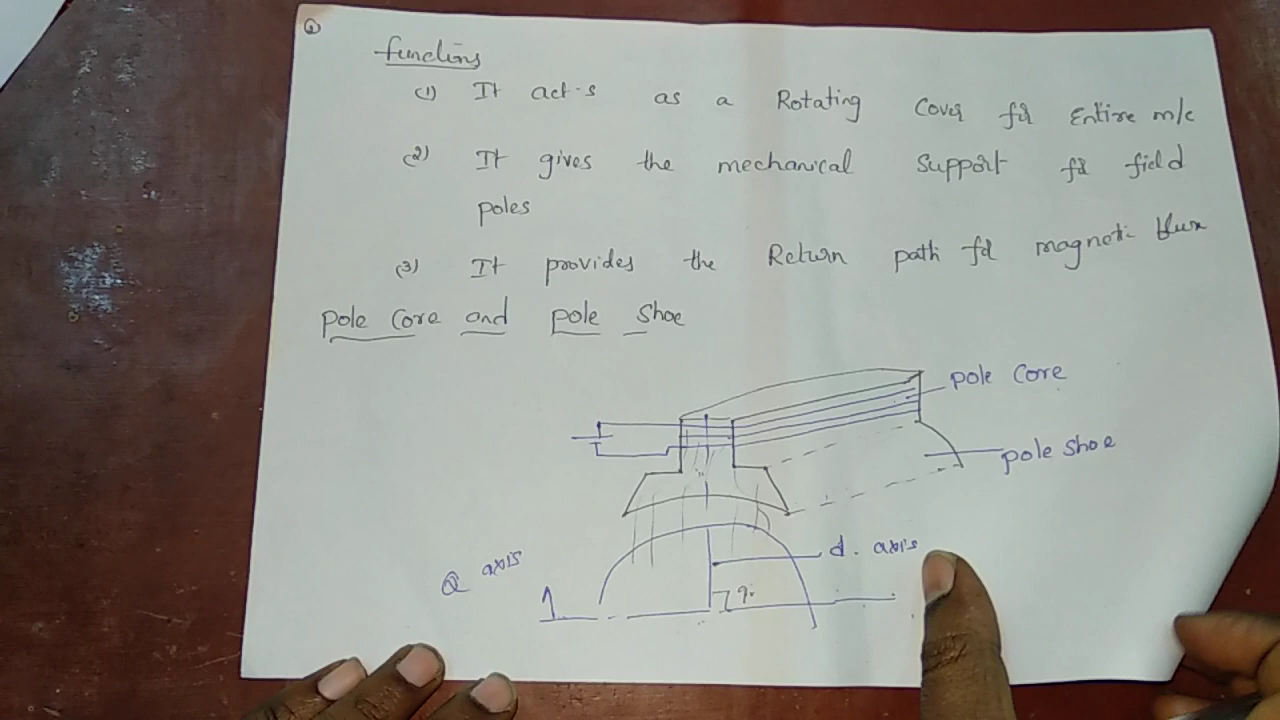 Functions
(1) It acts as a Rotating Cover for Entire m/c
(2) It gives the mechanical Support for field
poles
(3) It provides the Return path for magnetic flux
pole Core and pole Shoe
pole Core
pole shoe
d. axis
Q axis